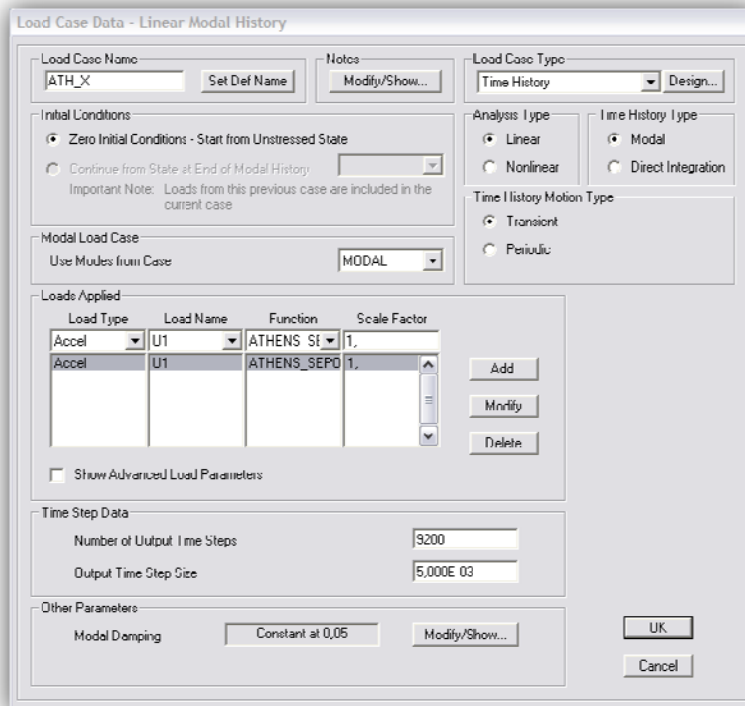 Load Case Data - Linear Modal History
Load Case Name
ATH_X
Set Def Name
Notes
Modify/Show...
Load Case Type
Time History
Design...
Initial Conditions
Zero Initial Conditions - Start from Unstressed State
Continue from State at End of Modal History
Important Note: Loads from this previous case are included in the
current case
Analysis Type
Linear
Nonlinear
Time History Type
Modal
Direct Integration
Time History Motion Type
Transient
Periodic
Modal Load Case
Use Modes from Case
MODAL
Loads Applied
Load Type Load Name Function Scale Factor
Accel U1 ATHENS_SE 1,
Accel U1 ATHENS_SEPO 1,
Add
Modify
Delete
Show Advanced Load Parameters
Time Step Data
Number of Output Time Steps 9200
Output Time Step Size 5,000E-03
Other Parameters
Modal Damping Constant at 0,05 Modify/Show...
OK
Cancel